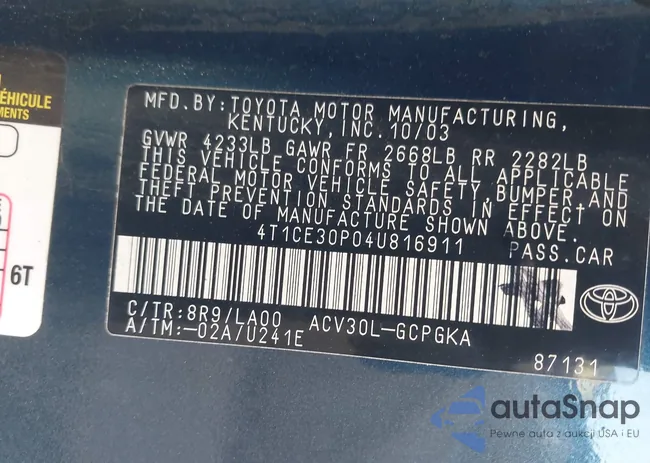 ÉHICULE
EMENTS
6T
MFD.BY:TOYOTA MOTOR MANUFACTURING,
KENTUCKY,INC.10/03
GVWR 4233LB GAWR FR 2668LB RR 2282LB
THIS VEHICLE CONFORMS TO ALL APPLICABLE
FEDERAL MOTOR VEHICLE SAFETY,BUMPER,AND
THEFT PREVENTION STANDARDS IN EFFECT ON
THE DATE OF MANUFACTURE SHOWN ABOVE.
4T1CE30P04U816911 PASS.CAR
C/TR:8R9/LA00 ACV30L-GCPGKA
A/TM:-02A/U241E
87131
autaSnap
Pewne auta z aukcji USA i EU